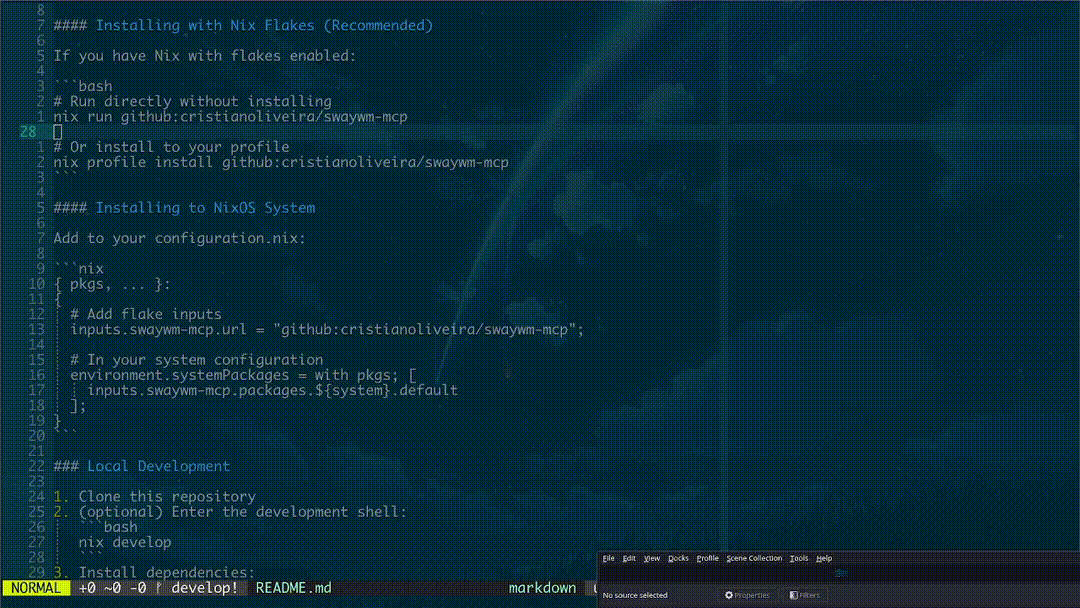 8
7 #### Installing with Nix Flakes (Recommended)
6
5 If you have Nix with flakes enabled:
4
3 ```bash
2 # Run directly without installing
1 nix run github:cristianoliveira/swaywm-mcp
28
1 # Or install to your profile
2 nix profile install github:cristianoliveira/swaywm-mcp
3 ```
4
5 #### Installing to NixOS System
6
7 Add to your configuration.nix:
8
9 ```nix
10 { pkgs, ... }:
11 {
12   # Add flake inputs
13   inputs.swaywm-mcp.url = "github:cristianoliveira/swaywm-mcp";
14
15   # In your system configuration
16   environment.systemPackages = with pkgs; [
17     inputs.swaywm-mcp.packages.${system}.default
18   ];
19 }
20 ```
21
22 ### Local Development
23
24 1. Clone this repository
25 2. (optional) Enter the development shell:
26    ```bash
27    nix develop
28    ```
29 3. Install dependencies:
NORMAL +0 ~0 -0 develop! README.md markdown
File Edit View Docks Profile Scene Collection Tools Help
No source selected Properties Filters